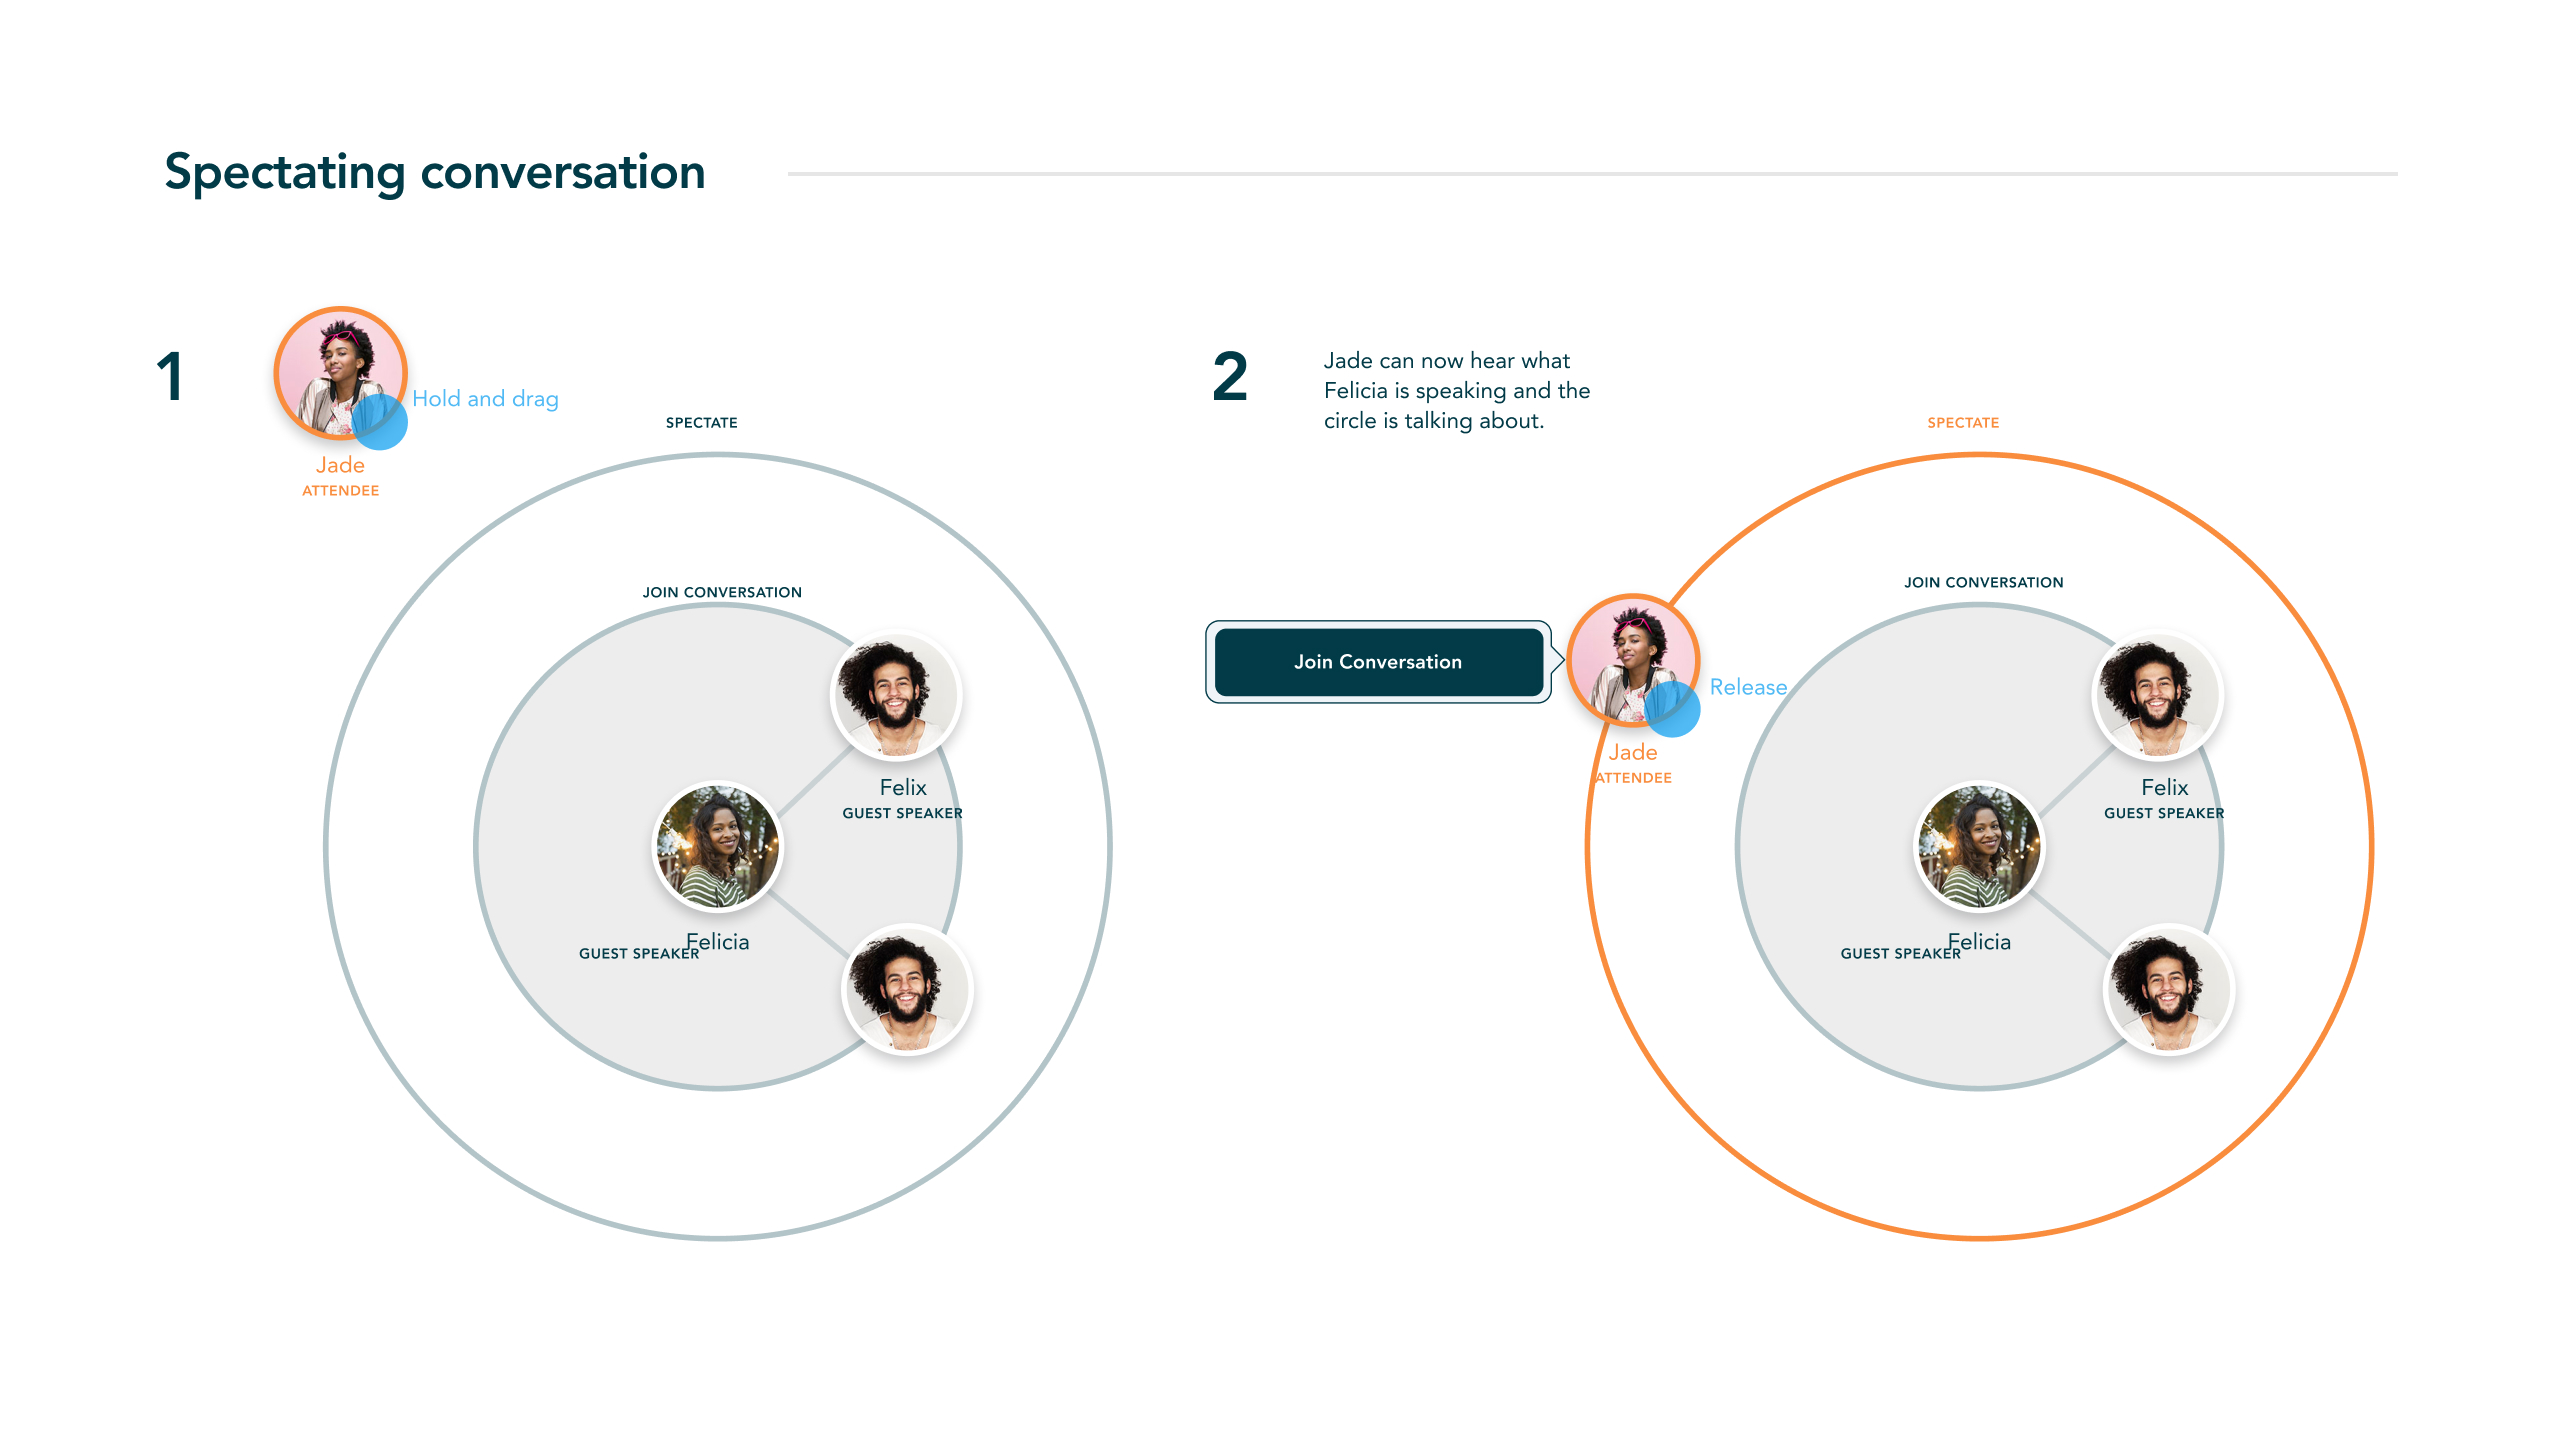 Spectating conversation
1
Hold and drag
Jade
ATTENDEE
SPECTATE
JOIN CONVERSATION
Felix
GUEST SPEAKER
Felicia
GUEST SPEAKER
2
Jade can now hear what
Felicia is speaking and the
circle is talking about.
SPECTATE
JOIN CONVERSATION
Join Conversation
Release
Jade
ATTENDEE
Felix
GUEST SPEAKER
Felicia
GUEST SPEAKER